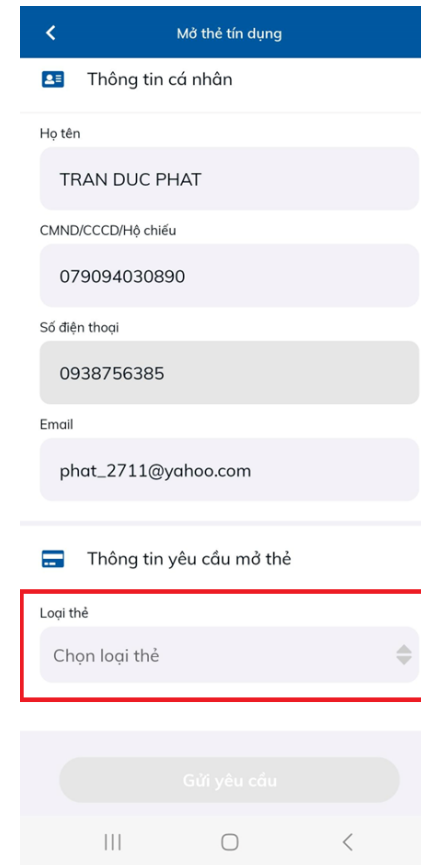 Mở thẻ tín dụng
Thông tin cá nhân
Họ tên
TRAN DUC PHAT
CMND/CCCD/Hộ chiếu
079094030890
Số điện thoại
0938756385
Email
phat_2711@yahoo.com
Thông tin yêu cầu mở thẻ
Loại thẻ
Chọn loại thẻ
Gửi yêu cầu